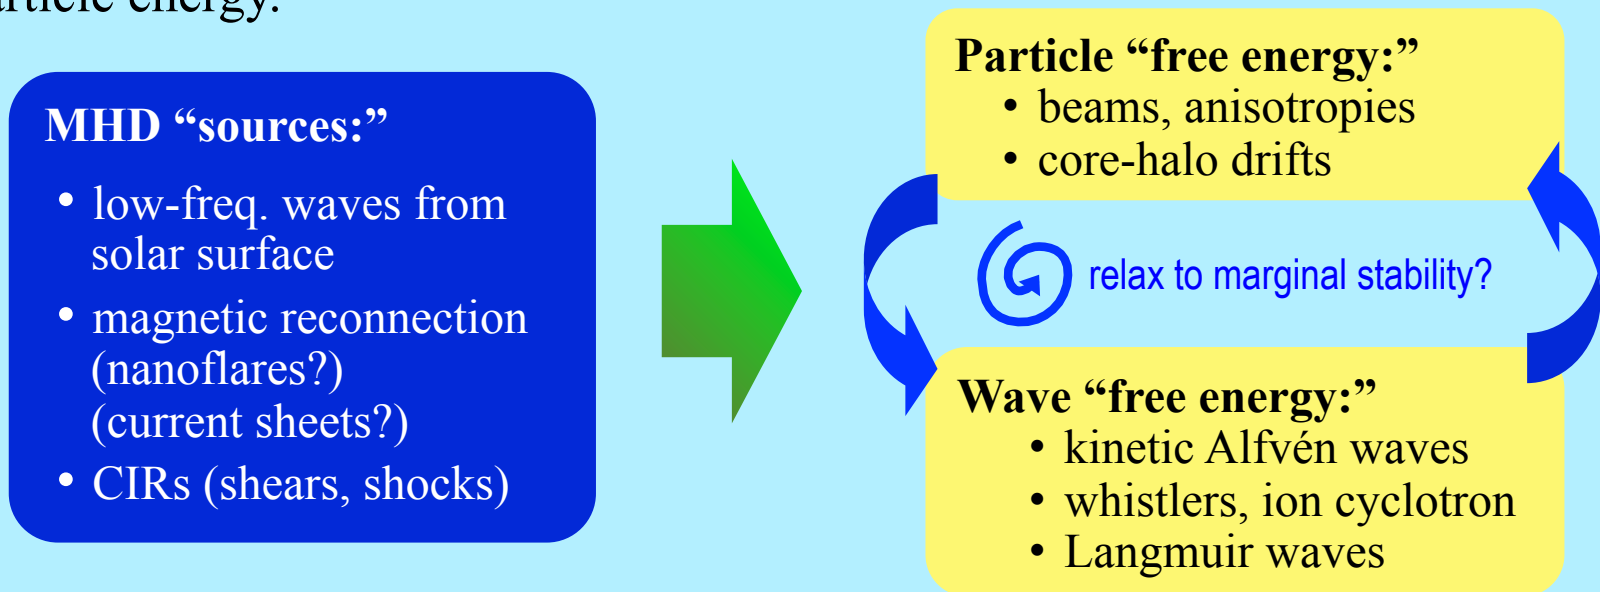 article energy.
MHD “sources:”
• low-freq. waves from
solar surface
• magnetic reconnection
(nanoflares?)
(current sheets?)
• CIRs (shears, shocks)
Particle “free energy:”
• beams, anisotropies
• core-halo drifts
relax to marginal stability?
Wave “free energy:”
• kinetic Alfvén waves
• whistlers, ion cyclotron
• Langmuir waves